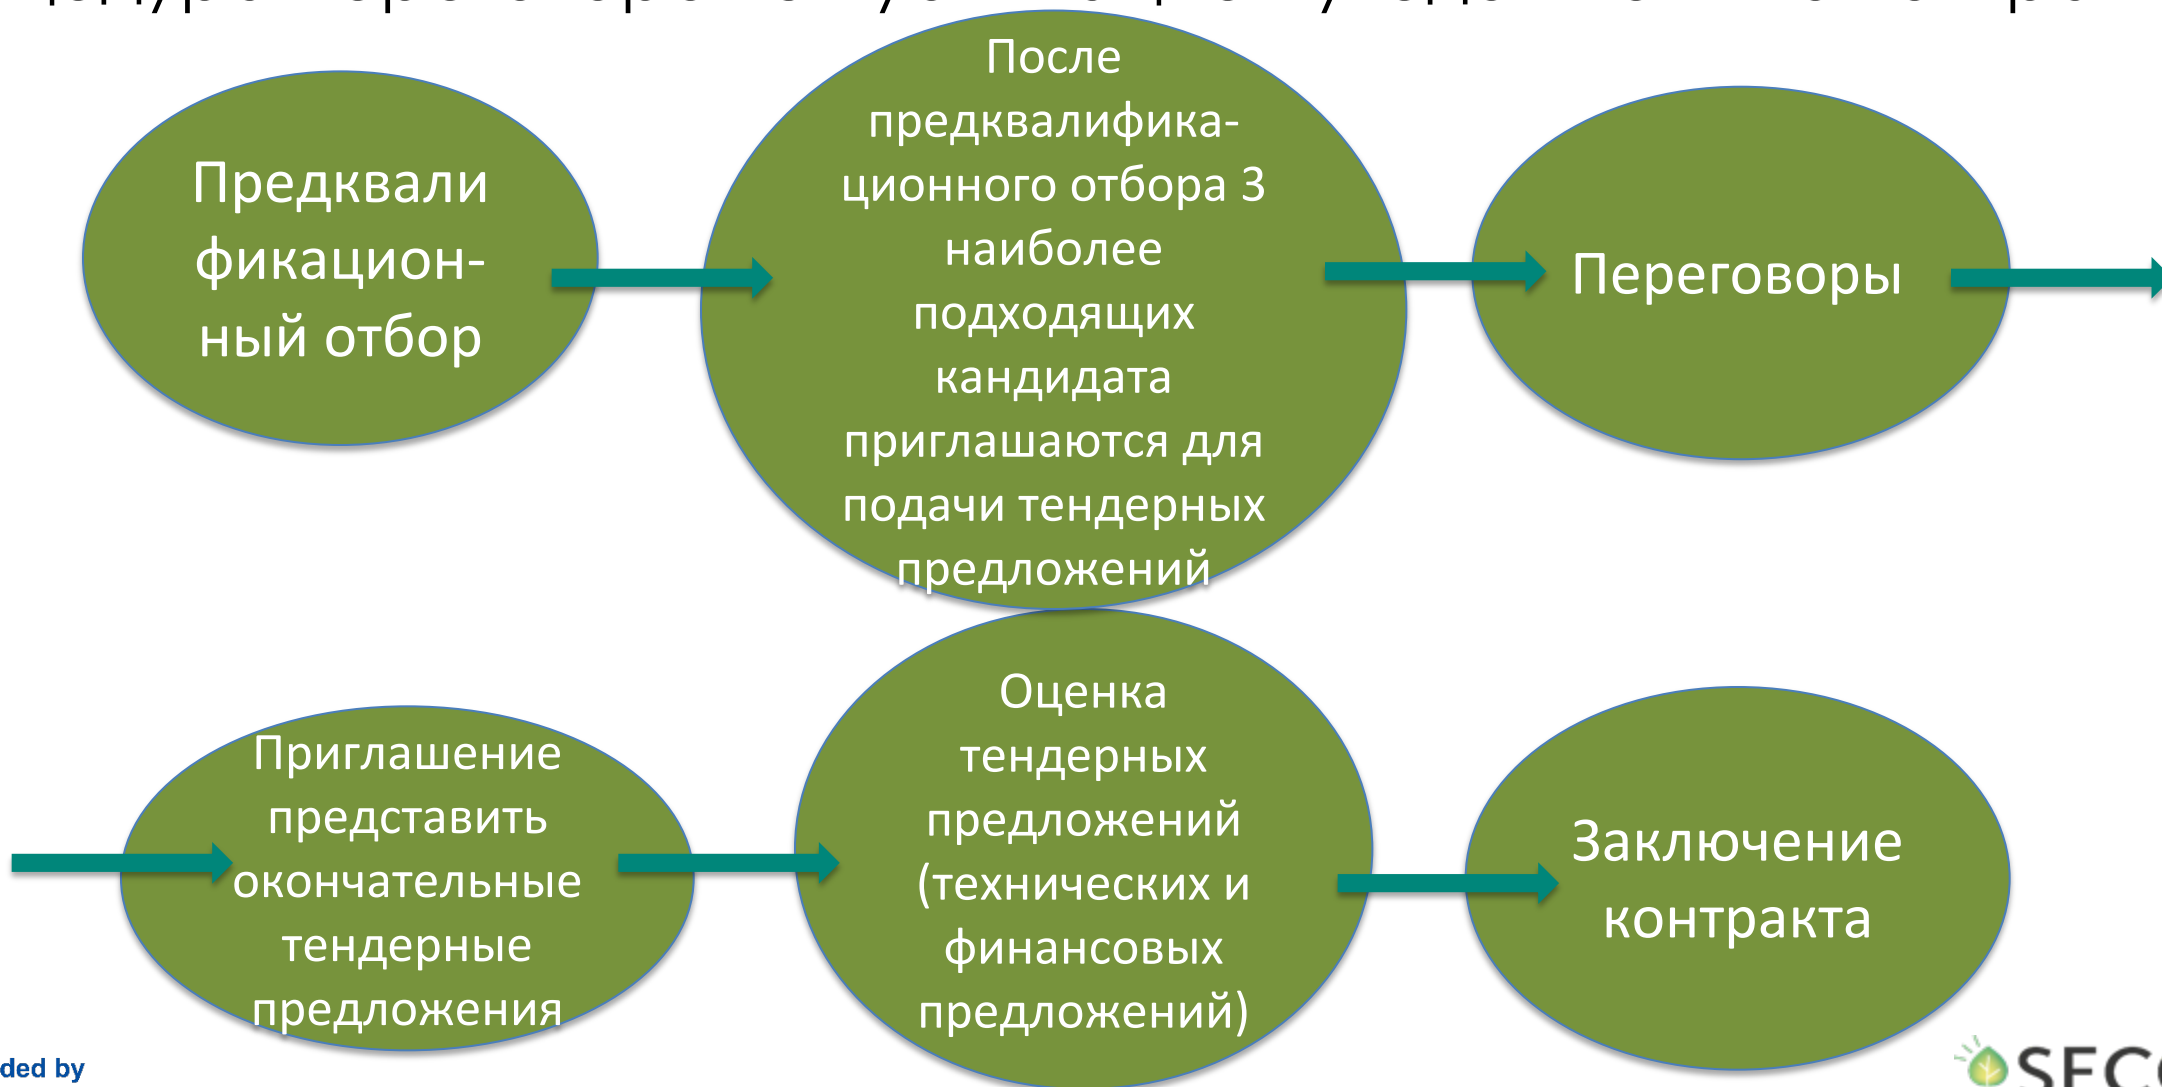 Предквали
фикацион-
ный отбор
После
предквалифика-
ционного отбора 3
наиболее
подходящих
кандидата
приглашаются для
подачи тендерных
предложений
Переговоры
Приглашение
представить
окончательные
тендерные
предложения
Оценка
тендерных
предложений
(технических и
финансовых
предложений)
Заключение
контракта
ded by
SECO